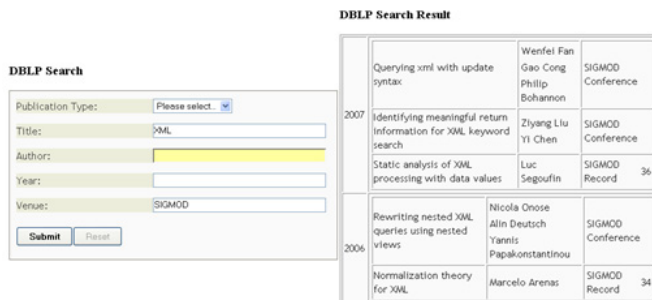 DBLP Search
Publication Type:
Please select..
Title:
XML
Author:
Year:
Venue:
SIGMOD
Submit
Reset
DBLP Search Result
2007
Querying xml with update
syntax
Wenfei Fan
Gao Cong
Philip
Bohannon
SIGMOD
Conference
Identifying meaningful return
information for XML keyword
search
Ziyang Liu
Yi Chen
SIGMOD
Conference
Static analysis of XML
processing with data values
Luc
Segoufin
SIGMOD
Record
36
2006
Rewriting nested XML
queries using nested
views
Nicola Onose
Alin Deutsch
Yannis
Papakonstantinou
SIGMOD
Conference
Normalization theory
for XML
Marcelo Arenas
SIGMOD
Record
34